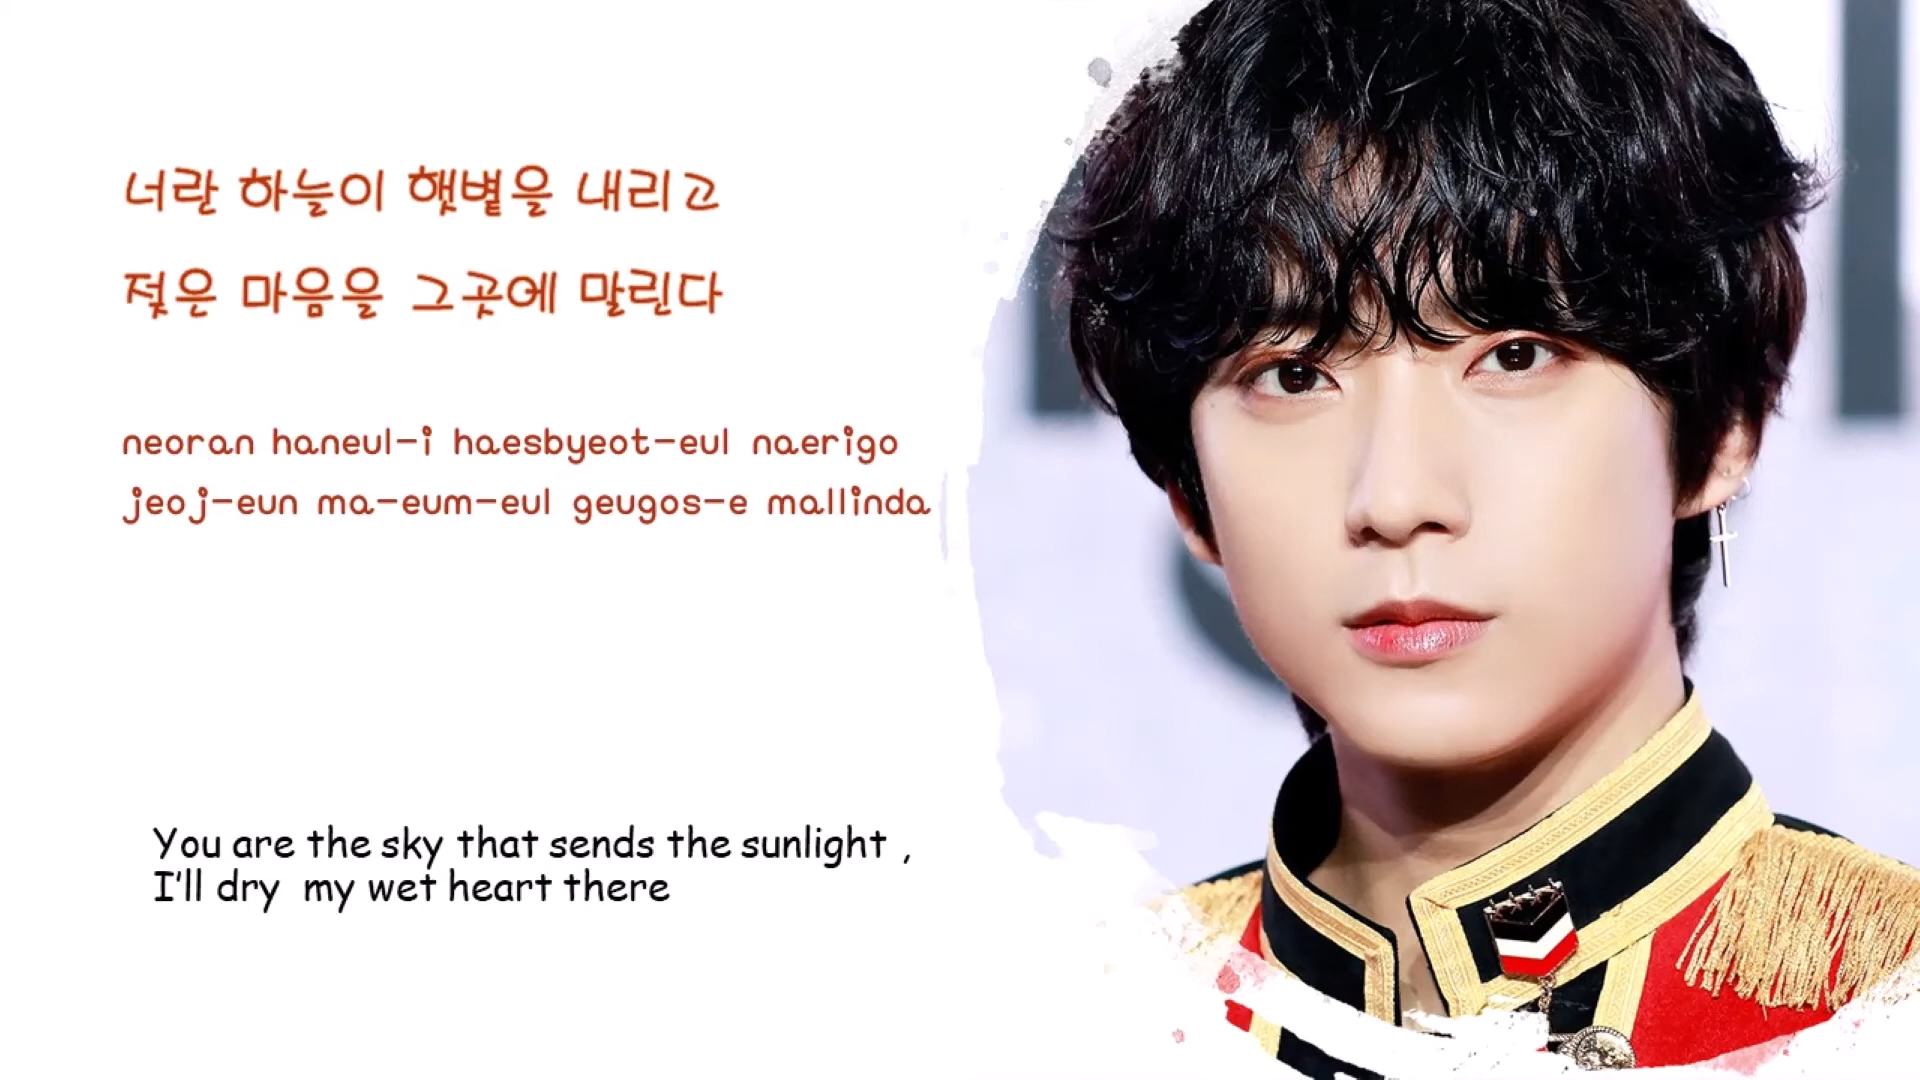 너란 하늘이 햇볕을 내리고
젖은 마음을 그곳에 말린다
neoran haneul-i haesbyeot-eul naerigo
jeoj-eun ma-eum-eul geugos-e mallinda
You are the sky that sends the sunlight ,
I'll dry my wet heart there